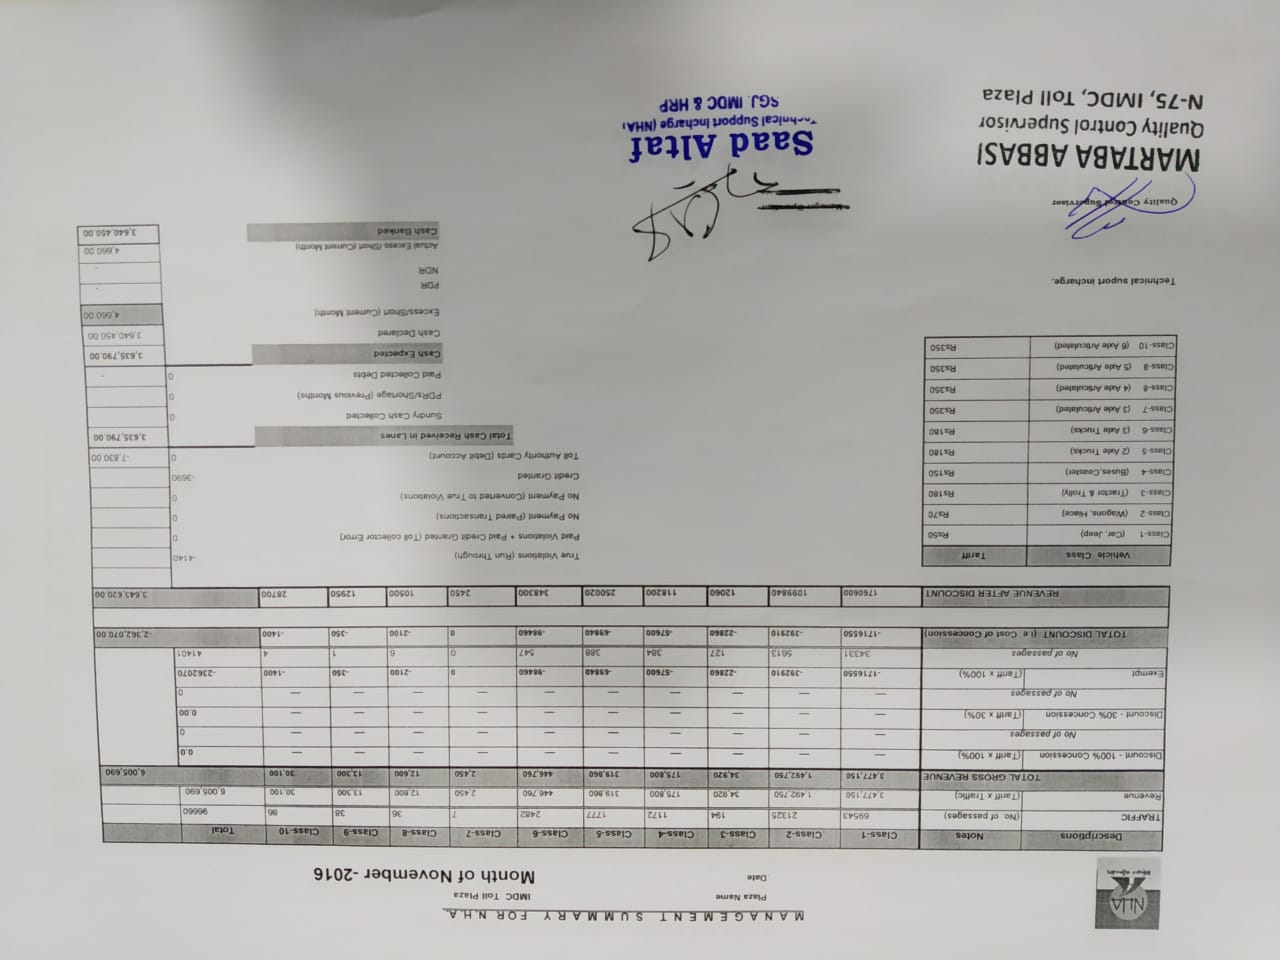 NHA
MANAGEMENT SUMMARY FOR N.H.A.
Plaza Name IMDC Toll Plaza
Date Month of November -2016
Descriptions Notes Class-1 Class-2 Class-3 Class-4 Class-5 Class-6 Class-7 Class-8 Class-9 Class-10 Total
TRAFFIC (No. of passages) 69543 21325 194 1172 1777 2482 7 36 38 86 96660
Revenue (Tariff x Traffic) 3,477,150 1,492,750 34,920 175,800 319,860 446,760 2,450 12,600 13,300 30,100 6,005,690
TOTAL GROSS REVENUE 3,477,150 1,492,750 34,920 175,800 319,860 446,760 2,450 12,600 13,300 30,100 6,005,690
Discount - 100% Concession (Tariff x 100%) — — — — — — — — — — 0.0
No of passages — — — — — — — — — — 0
Discount - 30% Concession (Tariff x 30%) — — — — — — — — — — 0.00
No of passages — — — — — — — — — — 0
Exempt (Tariff x 100%) -1716550 -392910 -22860 -57600 -69840 -98460 0 -2100 -350 -1400 -2362070
No of passages 34331 5613 127 384 388 547 0 6 1 4 41401
TOTAL DISCOUNT (i.e Cost of Concession) -1716550 -392910 -22860 -57600 -69840 -98460 0 -2100 -350 -1400 -2,362,070.00
REVENUE AFTER DISCOUNT 1760600 1099840 12060 118200 250020 348300 2450 10500 12950 28700 3,643,620.00
Vehicle Class Tariff
Class-1 (Car, Jeep) Rs50
Class-2 (Wagons, Hiace) Rs70
Class-3 (Tractor & Trolly) Rs180
Class-4 (Buses,Coaster) Rs150
Class-5 (2 Axle Trucks) Rs180
Class-6 (3 Axle Trucks) Rs180
Class-7 (3 Axle Articulated) Rs350
Class-8 (4 Axle Articulated) Rs350
Class-9 (5 Axle Articulated) Rs350
Class-10 (6 Axle Articulated) Rs350
True Violations (Run Through) -4140
Paid Violations + Paid Credit Granted (Toll collector Error) 0
No Payment (Paired Transactions) 0
No Payment (Converted to True Violations) 0
Credit Granted -3690
Toll Authority Cards (Debit Account) 0 -7,830.00
Total Cash Received in Lanes 3,635,790.00
Sundry Cash Collected 0
PDRs/Shortage (Previous Months) 0
Paid Collected Debts 0 -
Cash Expected 3,635,790.00
Cash Declared 3,640,450.00
Excess/Short (Current Month) 4,660.00
PDR -
NDR -
Actual Excess /Short (Current Month) 4,660.00
Cash Banked 3,640,450.00
Technical suport incharge.
Quality Control Supervisor
MARTABA ABBASI
Quality Control Supervisor
N-75, IMDC, Toll Plaza
Saad Altaf
Technical Support Incharge (NHA)
SGJ. IMDC & HRP